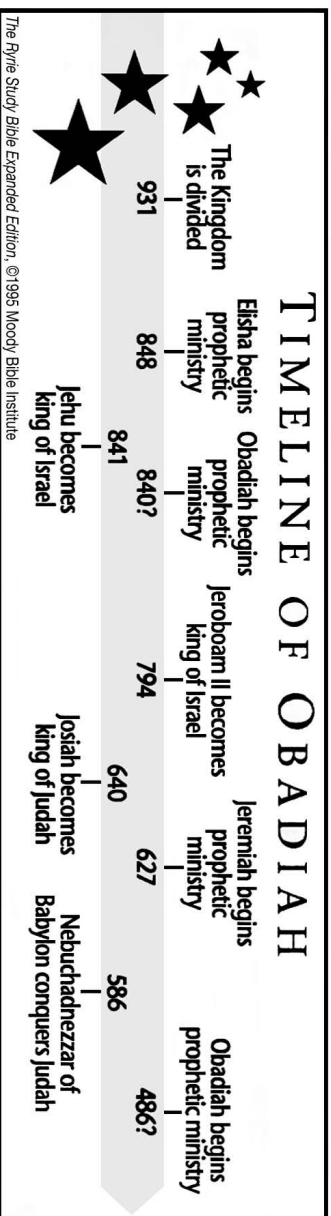 TIMELINE OF OBADIAH
The Kingdom
is divided
931
Elisha begins
prophetic
ministry
848
841
Jehu becomes
king of Israel
Obadiah begins
prophetic
ministry
840?
Jeroboam II becomes
king of Israel
794
640
Josiah becomes
king of Judah
Jeremiah begins
prophetic
ministry
627
586
Nebuchadnezzar of
Babylon conquers Judah
Obadiah begins
prophetic ministry
486?
The Ryrie Study Bible Expanded Edition, ©1995 Moody Bible Institute